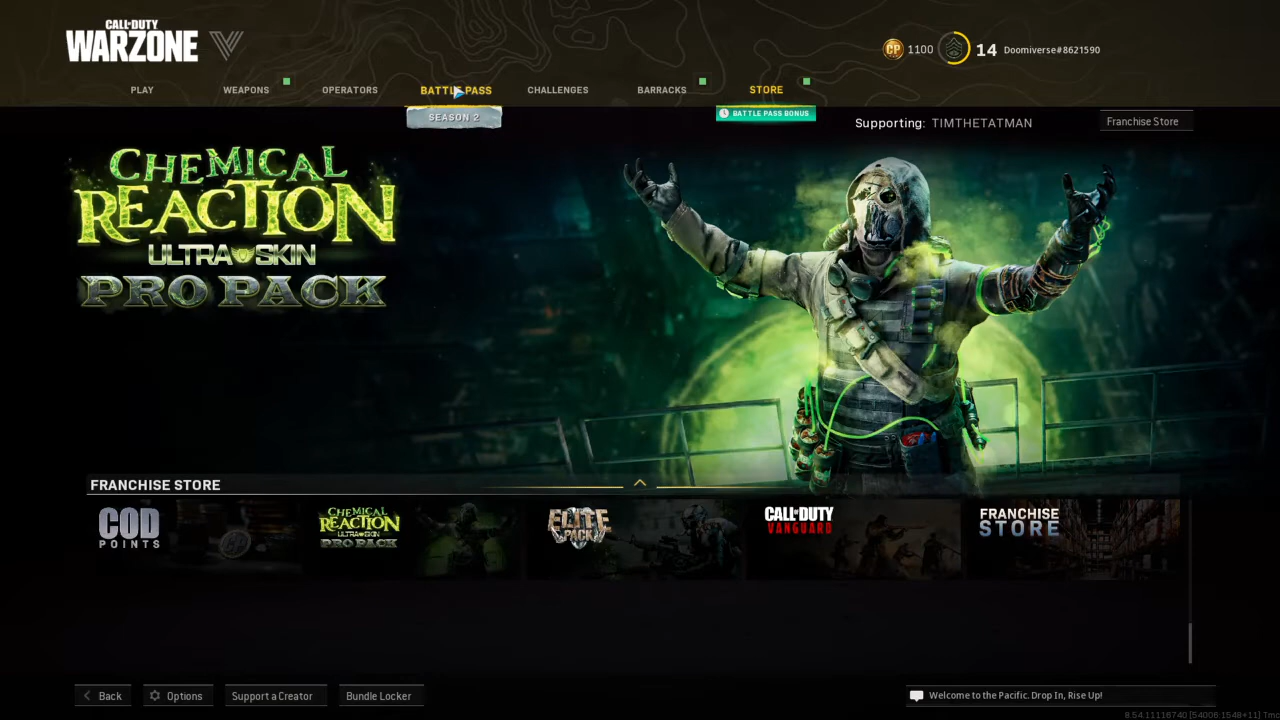 CALL OF DUTY
WARZONE
CP 1100
14
Doomiverse#8621590
PLAY
WEAPONS
OPERATORS
BATTLE PASS
CHALLENGES
BARRACKS
STORE
SEASON 2
BATTLE PASS BONUS
Supporting: TIMTHETATMAN
Franchise Store
CHEMICAL
REACTION
ULTRA SKIN
PRO PACK
FRANCHISE STORE
COD
POINTS
CHEMICAL
REACTION
ULTRA SKIN
PRO PACK
ELITE
PACK
CALL OF DUTY
VANGUARD
FRANCHISE
STORE
Back
Options
Support a Creator
Bundle Locker
Welcome to the Pacific. Drop In, Rise Up!